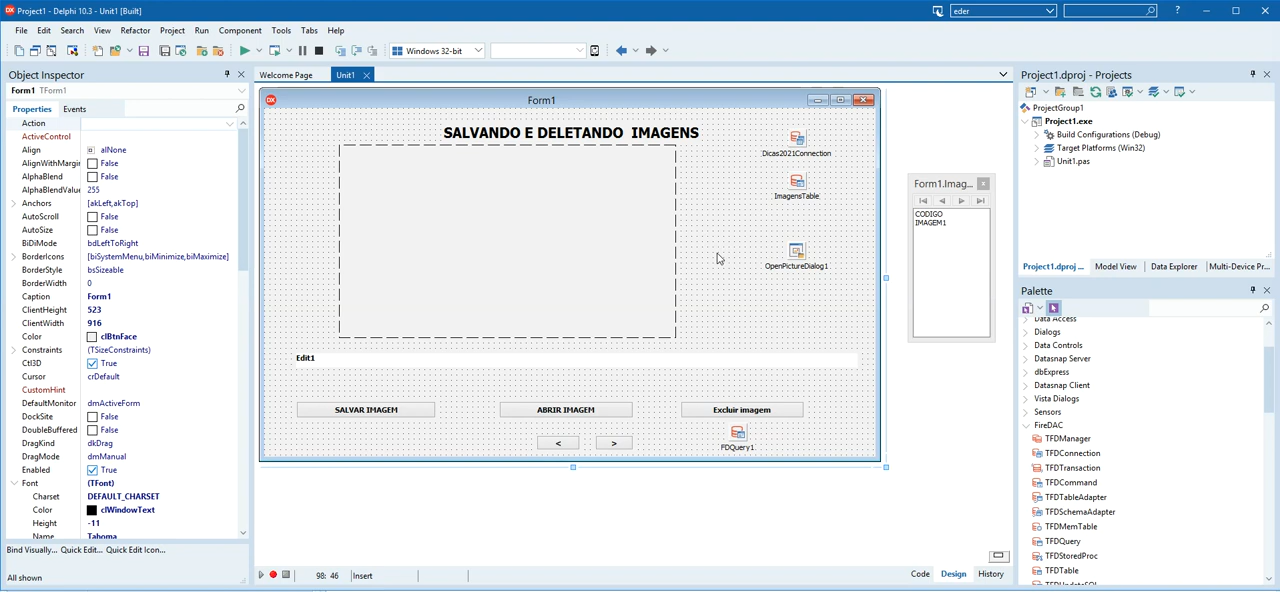 Project1 - Delphi 10.3 - Unit1 [Built]
eder
?
File Edit Search View Refactor Project Run Component Tools Tabs Help
Windows 32-bit
Object Inspector
Form1 TForm1
Properties Events
Action
ActiveControl
Align alNone
AlignWithMargi False
AlphaBlend False
AlphaBlendValu 255
Anchors [akLeft,akTop]
AutoScroll False
AutoSize False
BiDiMode bdLeftToRight
BorderIcons [biSystemMenu,biMinimize,biMaximize]
BorderStyle bsSizeable
BorderWidth 0
Caption Form1
ClientHeight 523
ClientWidth 916
Color clBtnFace
Constraints (TSizeConstraints)
Ctl3D True
Cursor crDefault
CustomHint
DefaultMonitor dmActiveForm
DockSite False
DoubleBuffered False
DragKind dkDrag
DragMode dmManual
Enabled True
Font (TFont)
Charset DEFAULT_CHARSET
Color clWindowText
Height -11
Name Tahoma
Bind Visually... Quick Edit... Quick Edit Icon...
All shown
Welcome Page Unit1
Form1
SALVANDO E DELETANDO IMAGENS
Dicas2021Connection
ImagensTable
OpenPictureDialog1
Edit1
SALVAR IMAGEM ABRIR IMAGEM Excluir imagem
< >
FDQuery1
Form1.Imag...
CODIGO
IMAGEM1
98: 46 Insert
Code Design History
Project1.dproj - Projects
ProjectGroup1
Project1.exe
Build Configurations (Debug)
Target Platforms (Win32)
Unit1.pas
Project1.dproj ... Model View Data Explorer Multi-Device Pr...
Palette
Data Access
Dialogs
Data Controls
Datasnap Server
dbExpress
Datasnap Client
Vista Dialogs
Sensors
FireDAC
TFDManager
TFDConnection
TFDTransaction
TFDCommand
TFDTableAdapter
TFDSchemaAdapter
TFDMemTable
TFDQuery
TFDStoredProc
TFDTable
TFDUpdateSQL